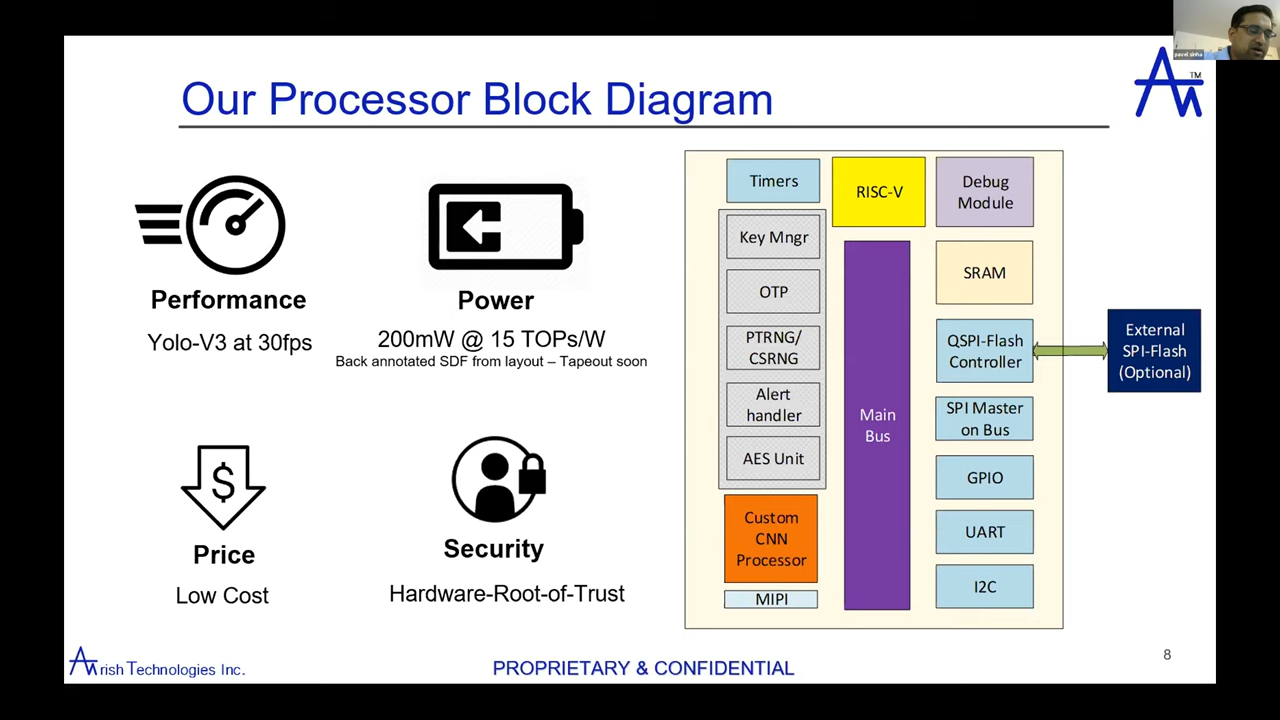 pavel sinha
TM
Our Processor Block Diagram
Performance
Yolo-V3 at 30fps
Power
200mW @ 15 TOPs/W
Back annotated SDF from layout – Tapeout soon
$
Price
Low Cost
Security
Hardware-Root-of-Trust
Timers
Key Mngr
OTP
PTRNG/
CSRNG
Alert
handler
AES Unit
Custom
CNN
Processor
MIPI
RISC-V
Main
Bus
Debug
Module
SRAM
QSPI-Flash
Controller
SPI Master
on Bus
GPIO
UART
I2C
External
SPI-Flash
(Optional)
8
Arish Technologies Inc.
PROPRIETARY & CONFIDENTIAL